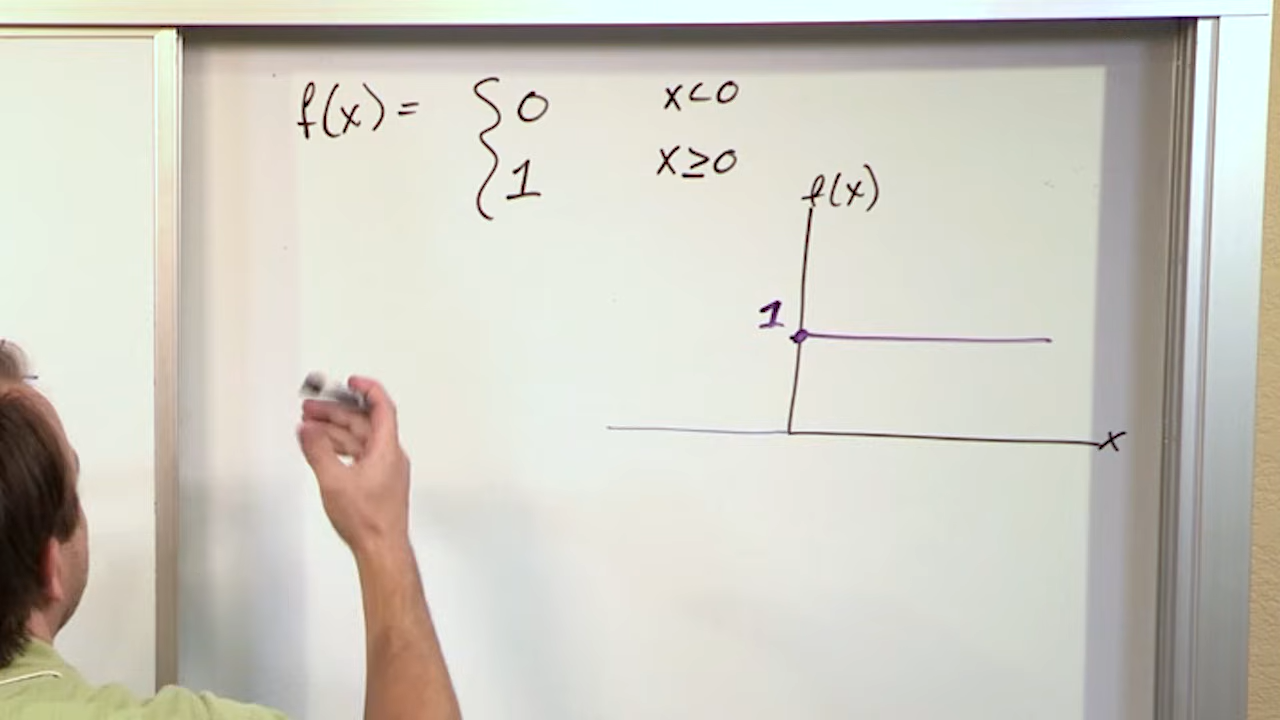 f(x) = { 0 x<0
1 x≥0
f(x)
1
x